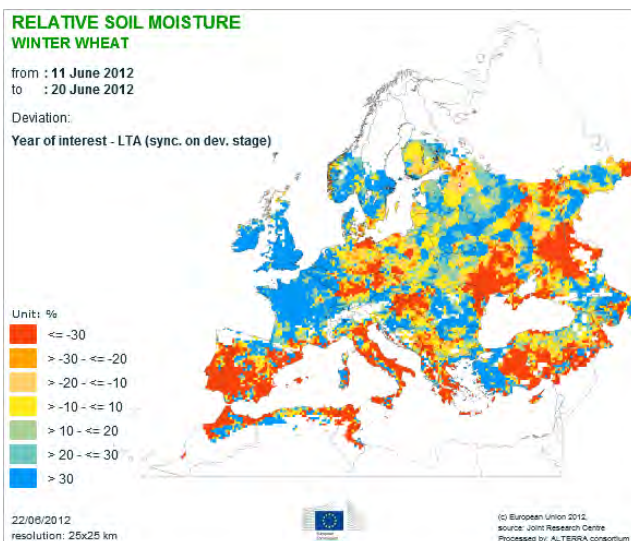 RELATIVE SOIL MOISTURE
WINTER WHEAT
from : 11 June 2012
to : 20 June 2012
Deviation:
Year of interest - LTA (sync. on dev. stage)
Unit: %
<= -30
> -30 - <= -20
> -20 - <= -10
> -10 - <= 10
> 10 - <= 20
> 20 - <= 30
> 30
22/06/2012
resolution: 25x25 km
(c) European Union 2012,
source: Joint Research Centre
Processed by: ALTERRA consortium